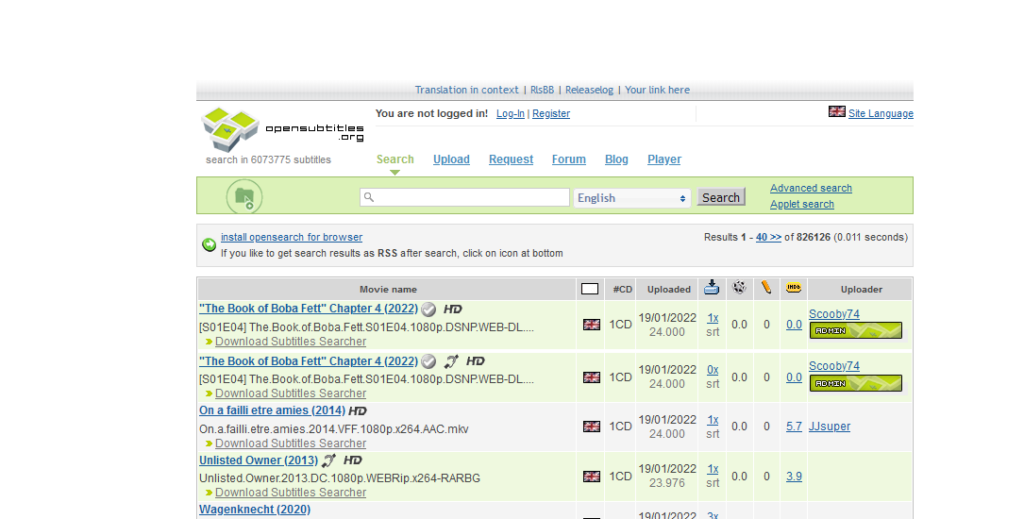 Translation in context | RlsBB | Releaselog | Your link here
You are not logged in! Log-In | Register
Site Language
opensubtitles
.org
search in 6073775 subtitles
Search Upload Request Forum Blog Player
English Search
Advanced search
Applet search
install opensearch for browser
Results 1 - 40 >> of 826126 (0.011 seconds)
If you like to get search results as RSS after search, click on icon at bottom
Movie name #CD Uploaded IMDb Uploader
"The Book of Boba Fett" Chapter 4 (2022) HD
[S01E04] The.Book.of.Boba.Fett.S01E04.1080p.DSNP.WEB-DL....
Download Subtitles Searcher
1CD 19/01/2022 1x 0.0 0 0.0 Scooby74
24.000 srt ADMIN
"The Book of Boba Fett" Chapter 4 (2022) HD
[S01E04] The.Book.of.Boba.Fett.S01E04.1080p.DSNP.WEB-DL....
Download Subtitles Searcher
1CD 19/01/2022 0x 0.0 0 0.0 Scooby74
24.000 srt ADMIN
On a failli etre amies (2014) HD
On.a.failli.etre.amies.2014.VFF.1080p.x264.AAC.mkv
Download Subtitles Searcher
1CD 19/01/2022 1x 0.0 0 5.7 JJsuper
24.000 srt
Unlisted Owner (2013) HD
Unlisted.Owner.2013.DC.1080p.WEBRip.x264-RARBG
Download Subtitles Searcher
1CD 19/01/2022 1x 0.0 0 3.9
23.976 srt
Wagenknecht (2020)
19/01/2022 3x